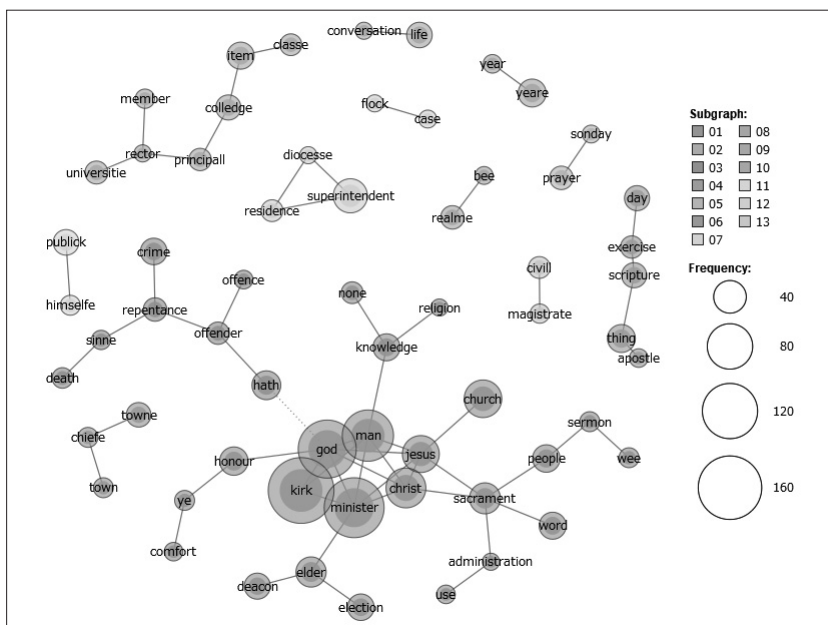 conversation
life
item
classe
year
yeare
member
colledge
flock
case
sonday
rector
diocesse
universitie
principall
prayer
superintendent
bee
residence
realme
day
publick
crime
exercise
civill
scripture
offence
none
himselfe
repentance
religion
magistrate
offender
sinne
knowledge
thing
apostle
death
hath
church
towne
man
sermon
chiefe
god
jesus
honour
people
wee
town
kirk
christ
ye
minister
sacrament
word
comfort
administration
elder
deacon
use
election
Subgraph:
01 08
02 09
03 10
04 11
05 12
06 13
07
Frequency:
40
80
120
160